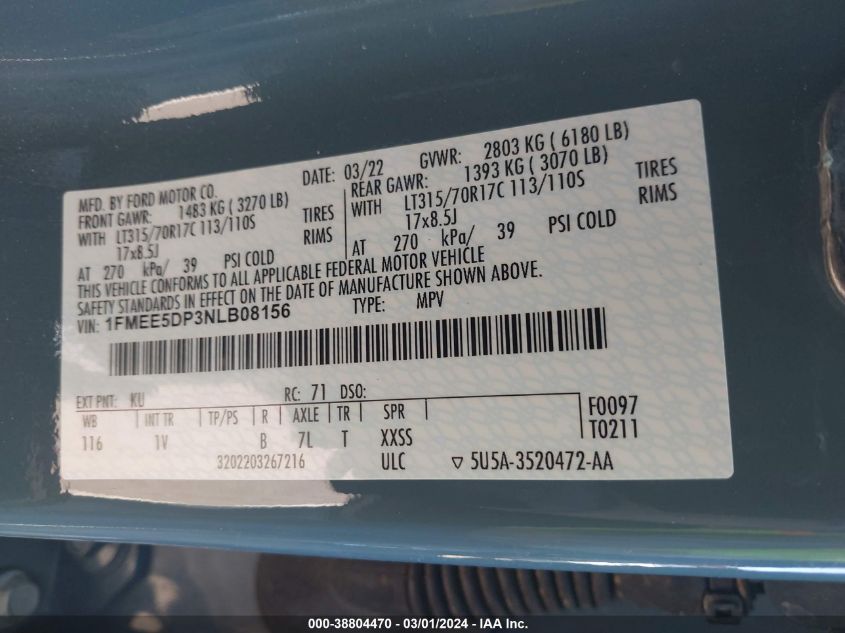 MFD. BY FORD MOTOR CO. DATE: 03/22 GVWR: 2803 KG ( 6180 LB)
FRONT GAWR: 1483 KG ( 3270 LB) REAR GAWR: 1393 KG ( 3070 LB)
WITH LT315/70R17C 113/110S TIRES WITH LT315/70R17C 113/110S TIRES
17x8.5J RIMS 17x8.5J RIMS
AT 270 kPa/ 39 PSI COLD AT 270 kPa/ 39 PSI COLD
THIS VEHICLE CONFORMS TO ALL APPLICABLE FEDERAL MOTOR VEHICLE
SAFETY STANDARDS IN EFFECT ON THE DATE OF MANUFACTURE SHOWN ABOVE.
VIN: 1FMEE5DP3NLB08156 TYPE: MPV
EXT PNT: KU RC: 71 DSO:
WB INT TR TP/PS R AXLE TR SPR F0097
116 1V B 7L T XXSS T0211
3202203267216 ULC ▽ 5U5A-3520472-AA
000-38804470 - 03/01/2024 - IAA Inc.